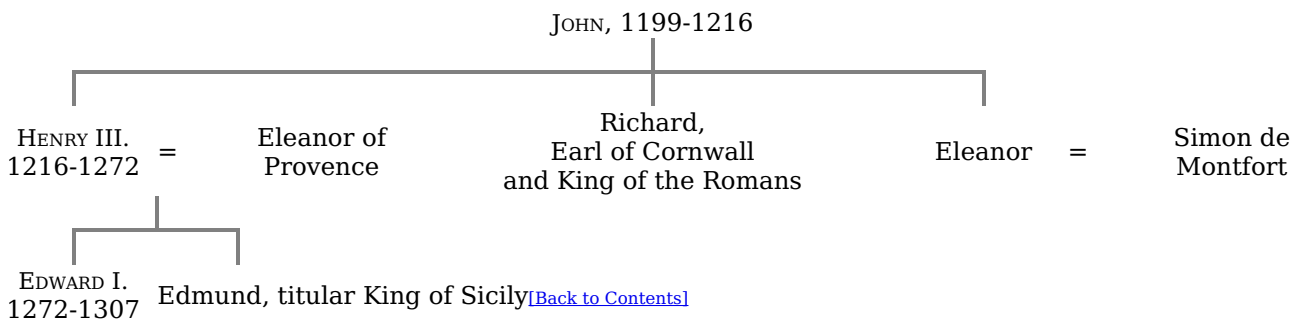 JOHN, 1199-1216
HENRY III.
1216-1272
=
Eleanor of
Provence
Richard,
Earl of Cornwall
and King of the Romans
Eleanor
=
Simon de
Montfort
EDWARD I.
1272-1307
Edmund, titular King of Sicily[Back to Contents]